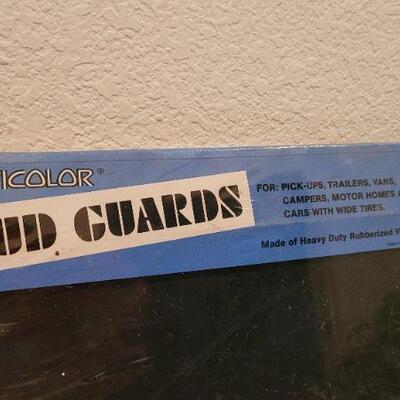 ICOLOR®
UD GUARDS
FOR: PICK-UPS, TRAILERS, VANS,
CAMPERS, MOTOR HOMES A
CARS WITH WIDE TIRES.
Made of Heavy Duty Rubberized V